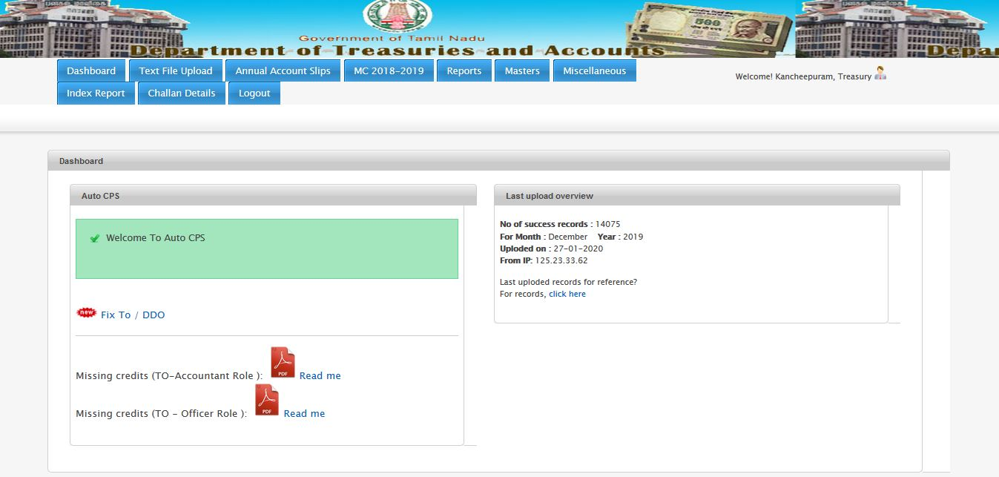 Government of Tamil Nadu
Department of Treasuries and Accounts
Depar
500
Dashboard
Text File Upload
Annual Account Slips
MC 2018-2019
Reports
Masters
Miscellaneous
Welcome! Kancheepuram, Treasury
Index Report
Challan Details
Logout
Dashboard
Auto CPS
Welcome To Auto CPS
new
Fix To / DDO
Missing credits (TO-Accountant Role ):
PDF
Read me
Missing credits (TO - Officer Role ):
PDF
Read me
Last upload overview
No of success records : 14075
For Month : December Year : 2019
Uploded on : 27-01-2020
From IP: 125.23.33.62
Last uploded records for reference?
For records, click here